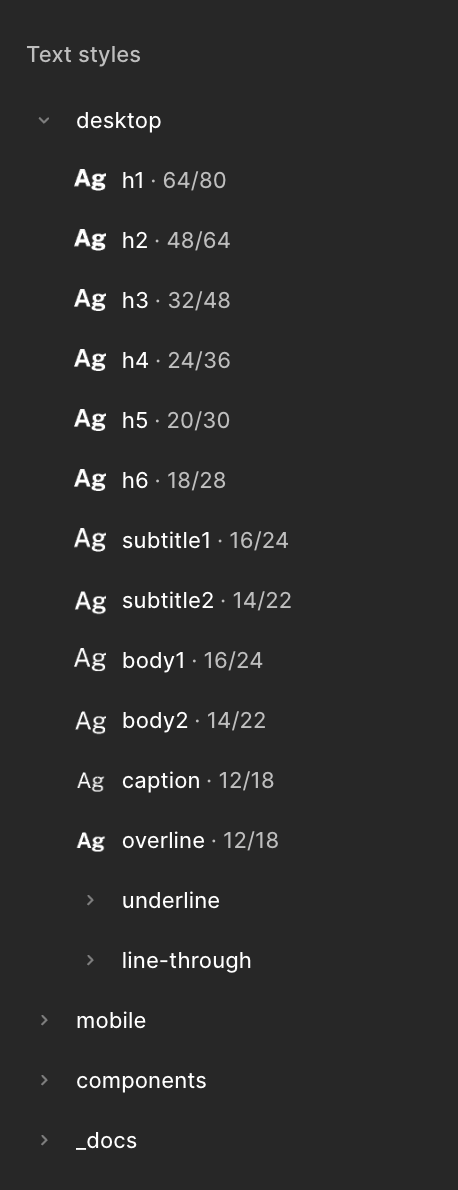 Text styles
desktop
Ag h1 · 64/80
Ag h2 · 48/64
Ag h3 · 32/48
Ag h4 · 24/36
Ag h5 · 20/30
Ag h6 · 18/28
Ag subtitle1 · 16/24
Ag subtitle2 · 14/22
Ag body1 · 16/24
Ag body2 · 14/22
Ag caption · 12/18
Ag overline · 12/18
underline
line-through
mobile
components
_docs